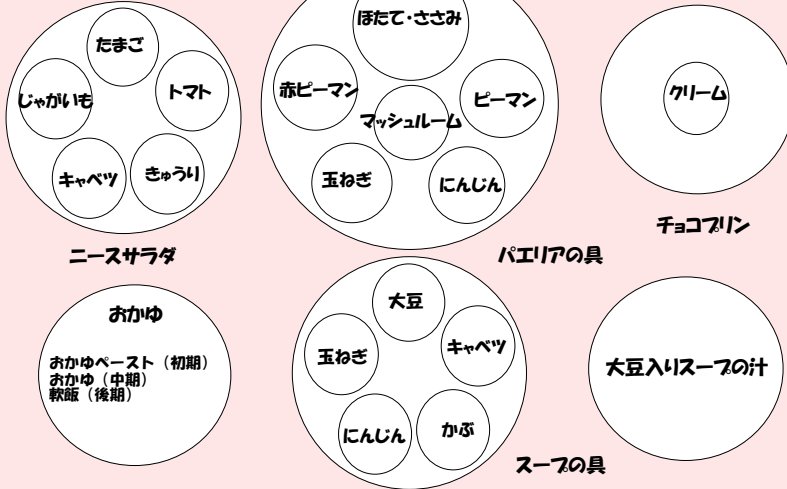 たまご
じゃがいも
トマト
キャベツ
きゅうり
ニースサラダ
ほたて・ささみ
赤ピーマン
マッシュルーム
ピーマン
玉ねぎ
にんじん
パエリアの具
クリーム
チョコプリン
おかゆ
おかゆペースト（初期）
おかゆ（中期）
軟飯（後期）
大豆
玉ねぎ
キャベツ
にんじん
かぶ
スープの具
大豆入りスープの汁